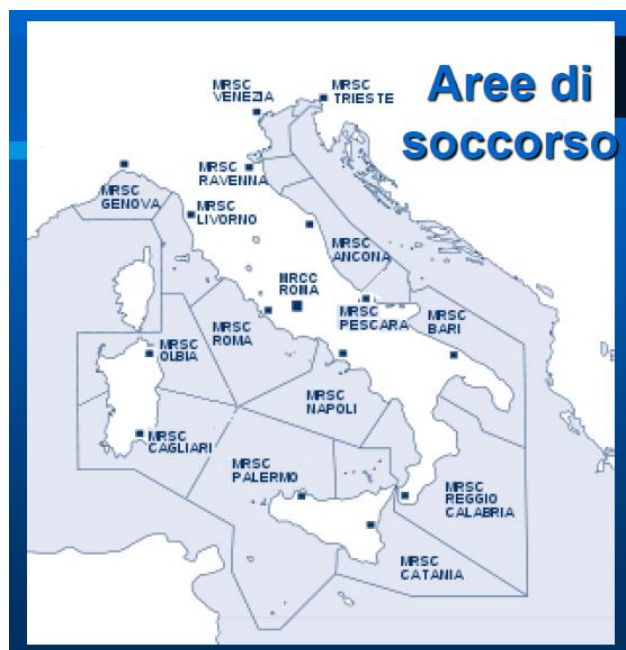 Aree di
soccorso
MRSC
VENEZIA
MRSC
TRIESTE
MRSC
RAVENNA
MRSC
GENOVA
MRSC
LIVORNO
MRSC
ANCONA
MRCC
ROMA
MRSC
PESCARA
MRSC
BARI
MRSC
ROMA
MRSC
OLBIA
MRSC
NAPOLI
MRSC
CAGLIARI
MRSC
PALERMO
MRSC
REGGIO
CALABRIA
MRSC
CATANIA